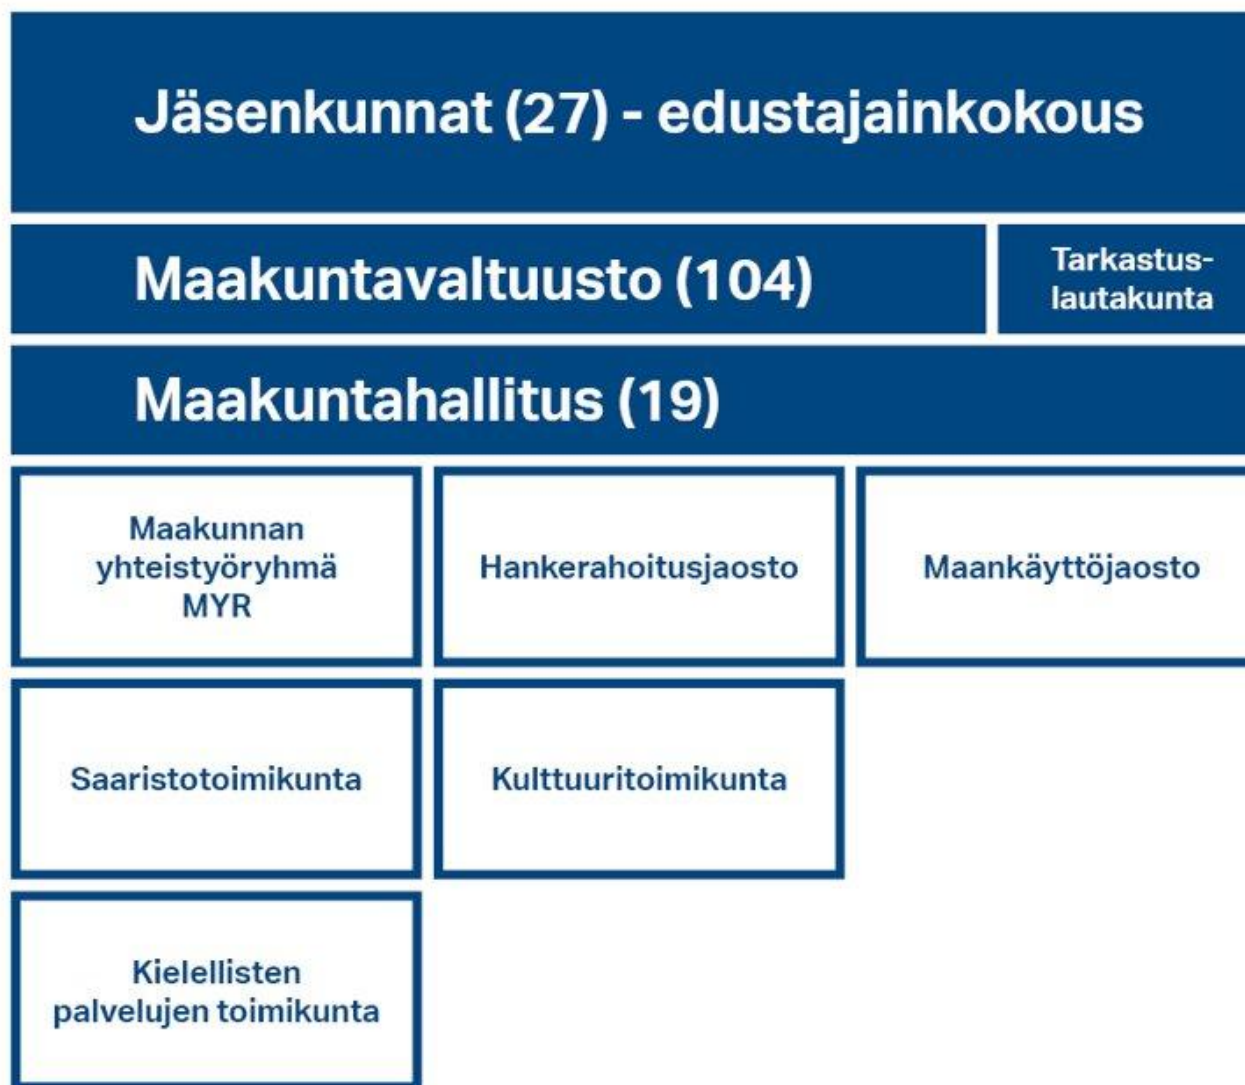 Jäsenkunnat (27) - edustajainkokous
Maakuntavaltuusto (104)
Tarkastus-
lautakunta
Maakuntahallitus (19)
Maakunnan
yhteistyöryhmä
MYR
Hankerahoitusjaosto
Maankäyttöjaosto
Saaristotoimikunta
Kulttuuritoimikunta
Kielellisten
palvelujen toimikunta